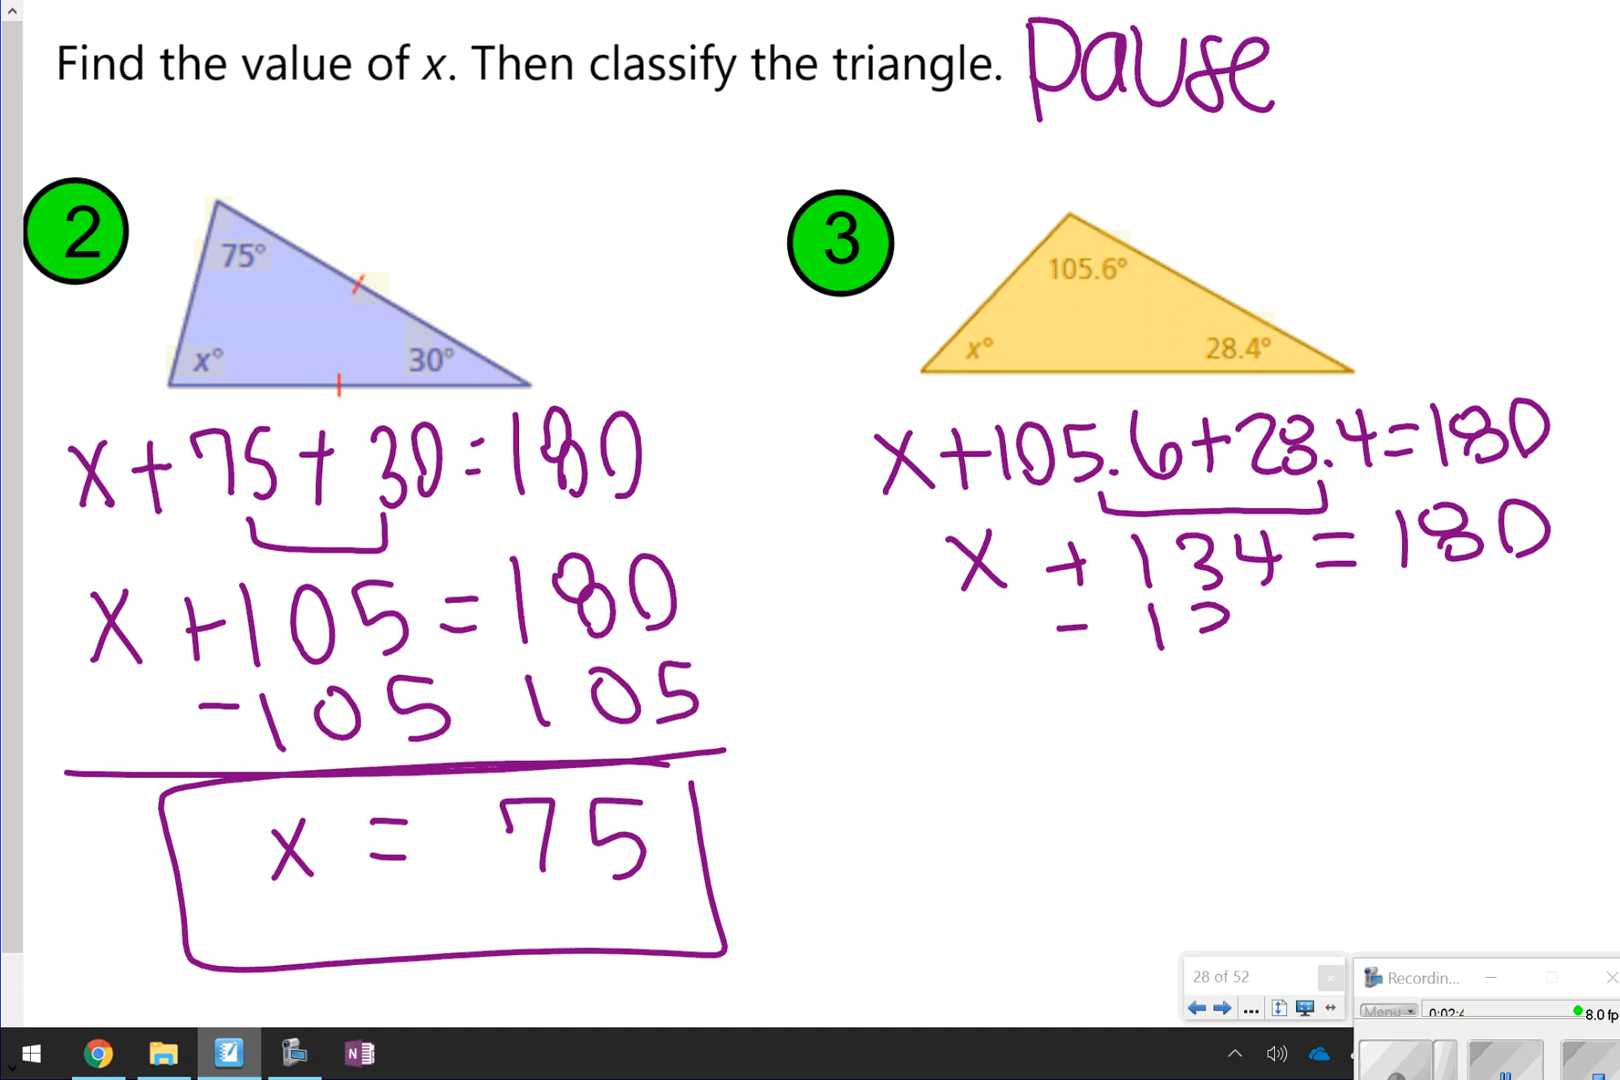 Find the value of x. Then classify the triangle. Pause
2
75°
x°
30°
x + 75 + 30 = 180
x + 105 = 180
- 105 105
x = 75
3
105.6°
x°
28.4°
x + 105.6 + 28.4 = 180
x + 134 = 180
- 13
28 of 52
Recordin...
Menu
8.0 fp